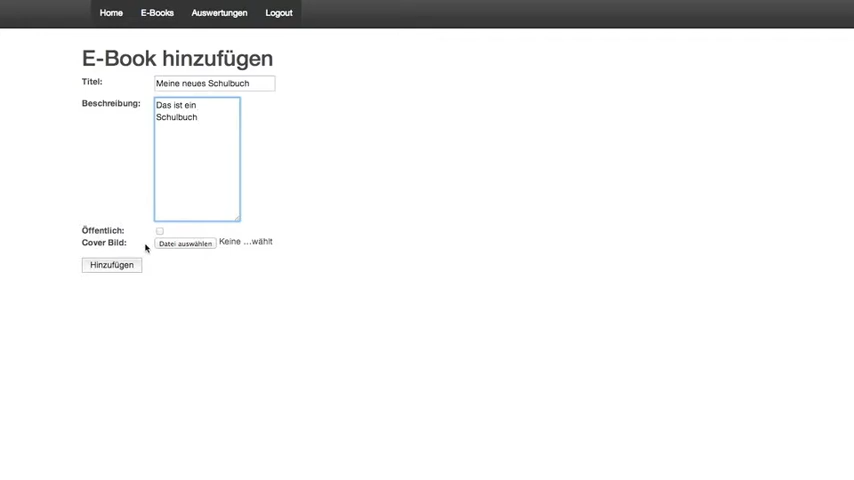 Home E-Books Auswertungen Logout
E-Book hinzufügen
Titel: Meine neues Schulbuch
Beschreibung: Das ist ein
Schulbuch
Öffentlich:
Cover Bild: Datei auswählen Keine ...wählt
Hinzufügen